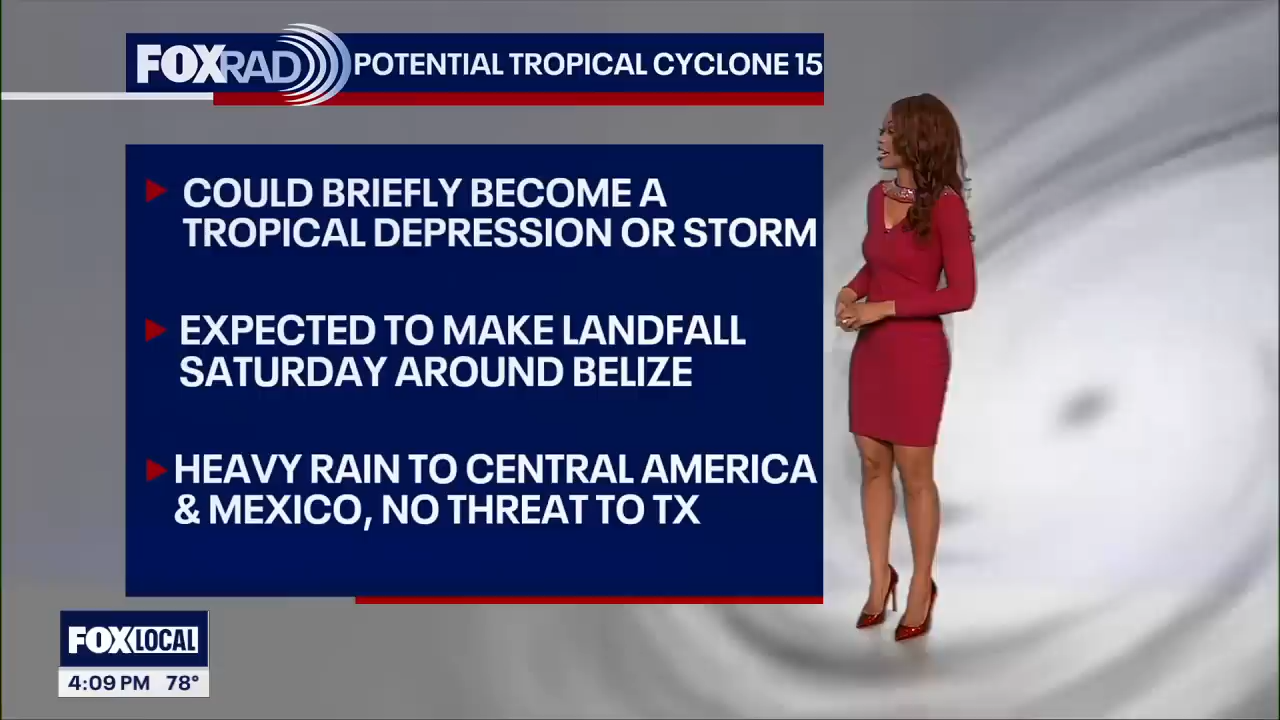 FOXRAD POTENTIAL TROPICAL CYCLONE 15
COULD BRIEFLY BECOME A
TROPICAL DEPRESSION OR STORM
EXPECTED TO MAKE LANDFALL
SATURDAY AROUND BELIZE
HEAVY RAIN TO CENTRAL AMERICA
& MEXICO, NO THREAT TO TX
FOX LOCAL
4:09 PM 78°